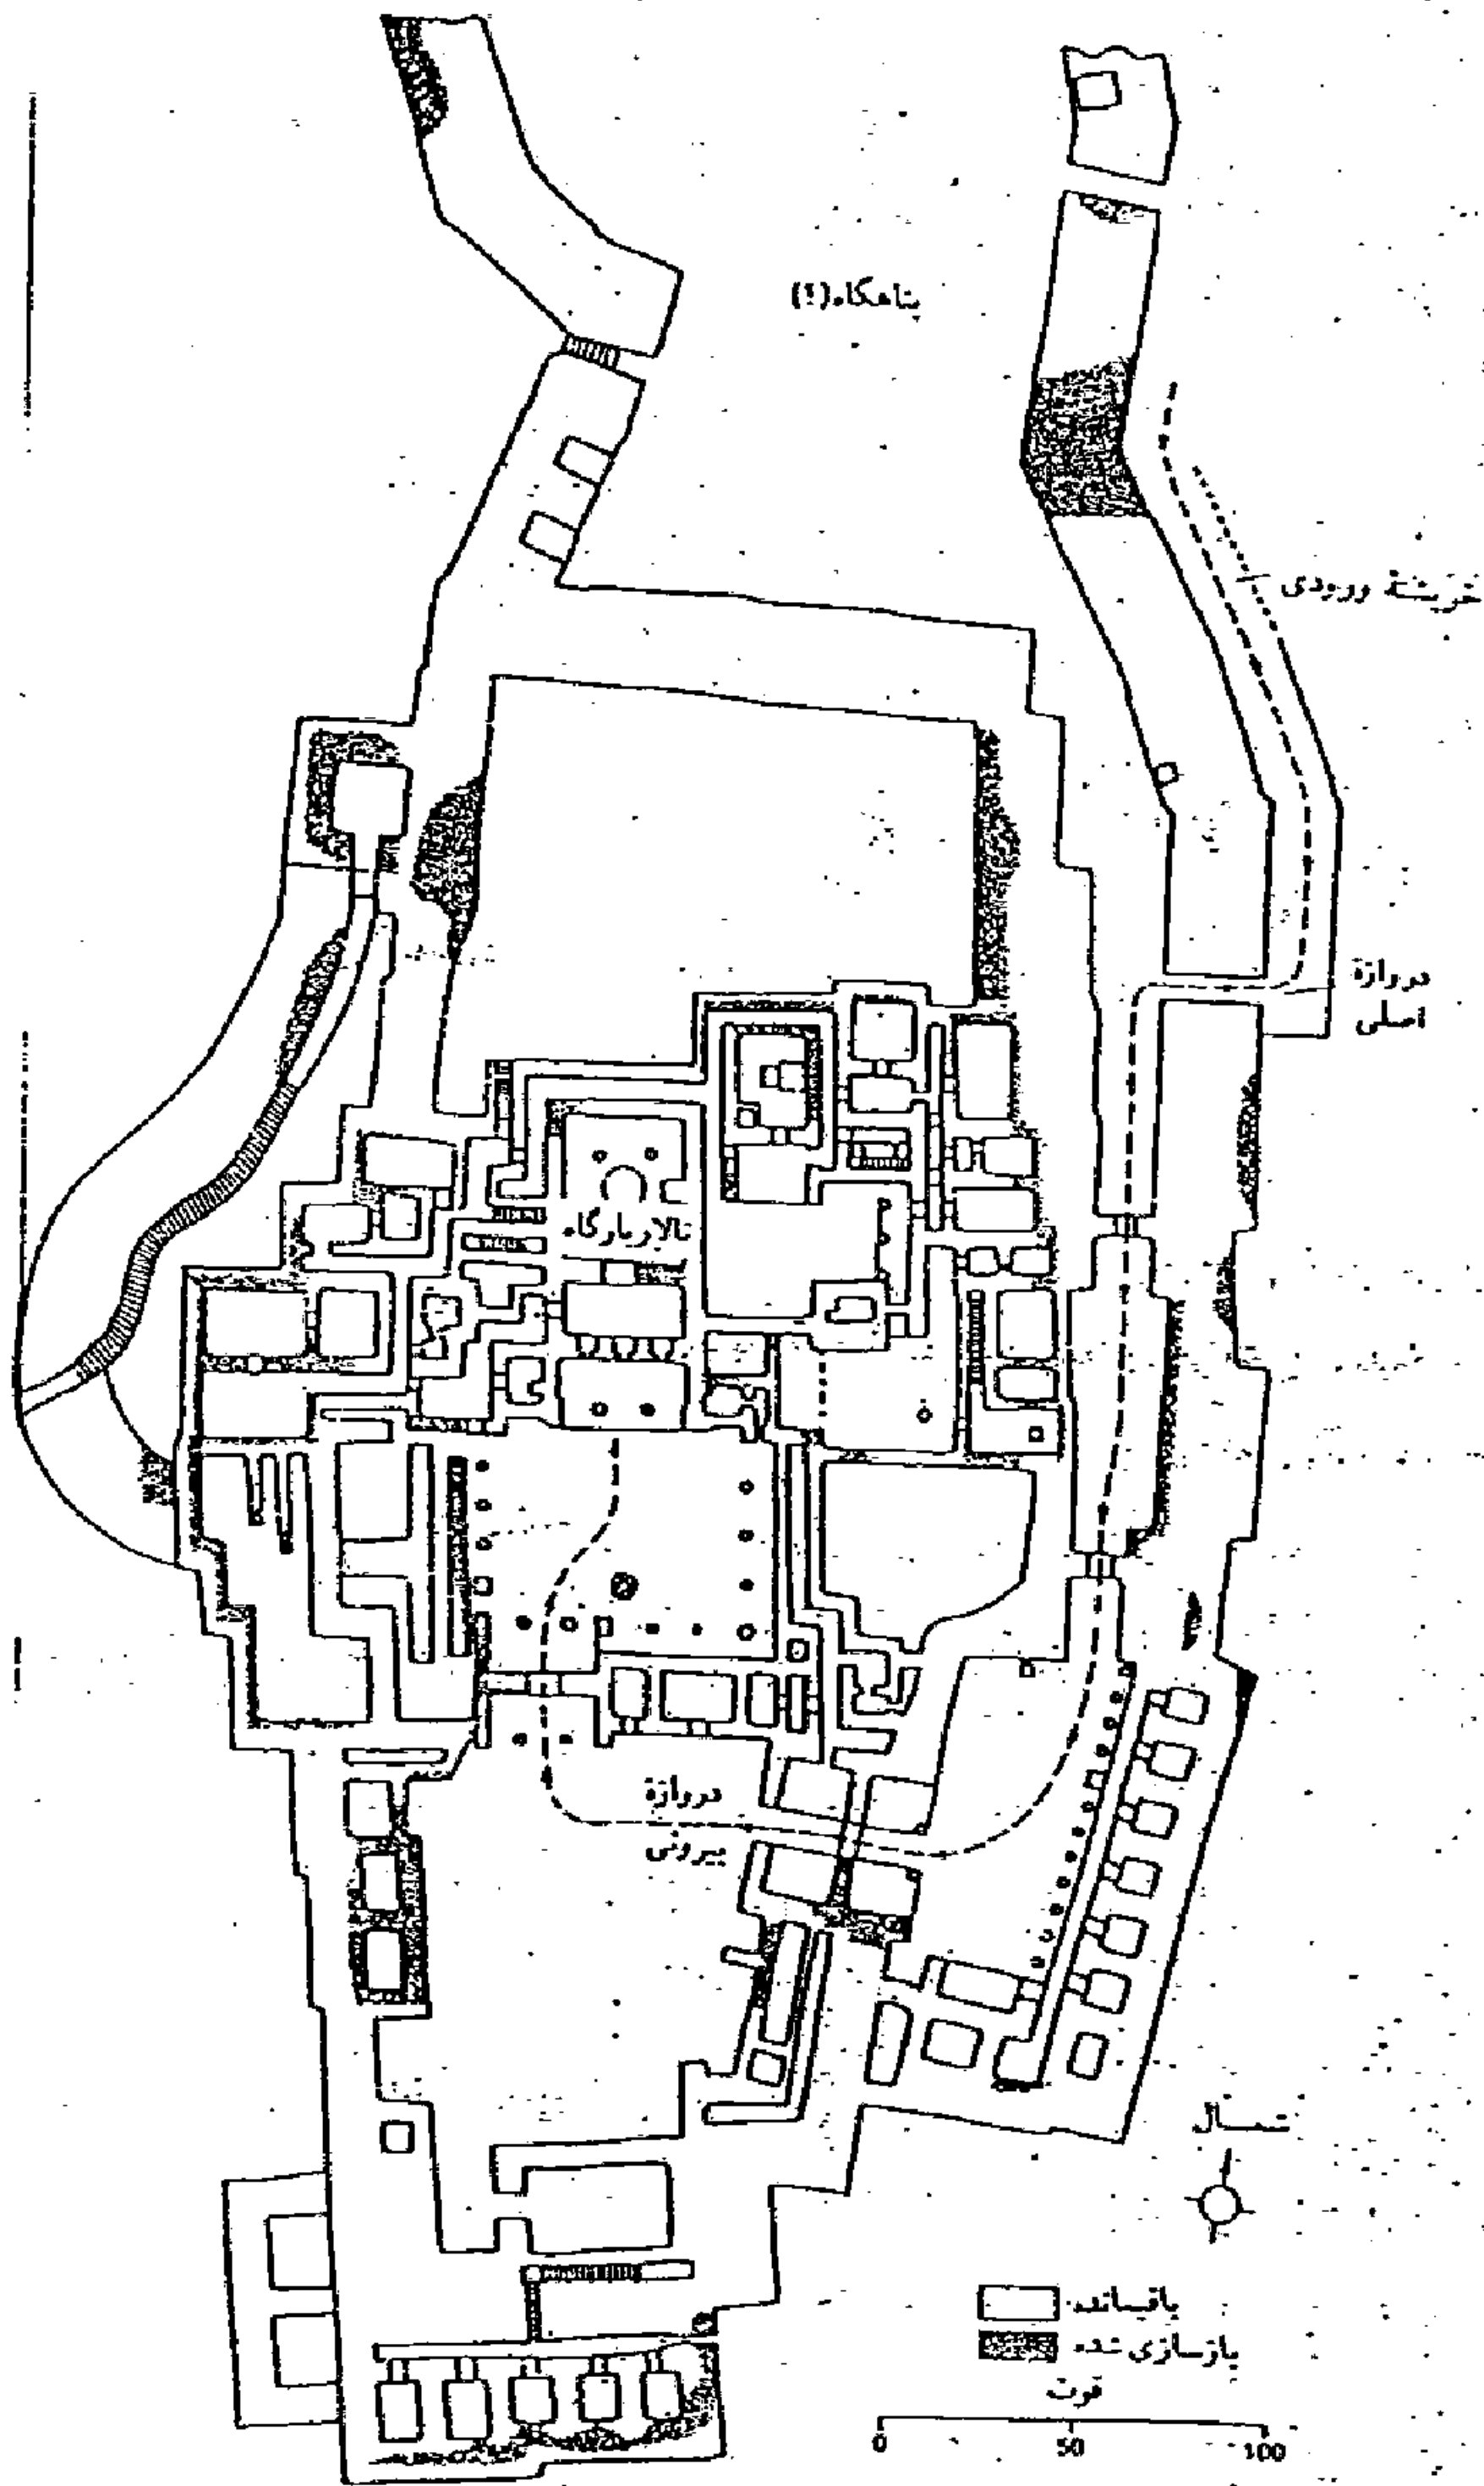 پناهگاه (؟)
خرپشتهٔ ورودی
دروازهٔ
اصلی
تالار بارگاه
دروازهٔ
بیرونی
شمال
باقیمانده
بازسازی شده
فوت
0 50 100